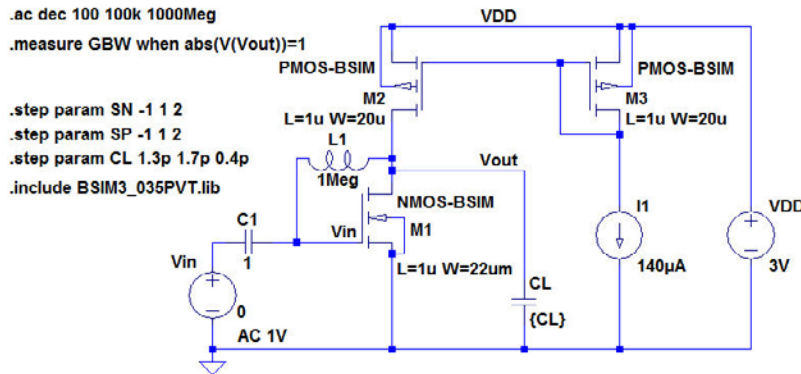 .ac dec 100 100k 1000Meg
VDD
.measure GBW when abs(V(Vout))=1
PMOS-BSIM
PMOS-BSIM
M2
M3
L=1u W=20u
L=1u W=20u
.step param SN -1 1 2
.step param SP -1 1 2
.step param CL 1.3p 1.7p 0.4p
.include BSIM3_035PVT.lib
L1
1Meg
Vout
NMOS-BSIM
C1
1
Vin
M1
I1
140µA
VDD
3V
L=1u W=22um
Vin
0
AC 1V
CL
{CL}